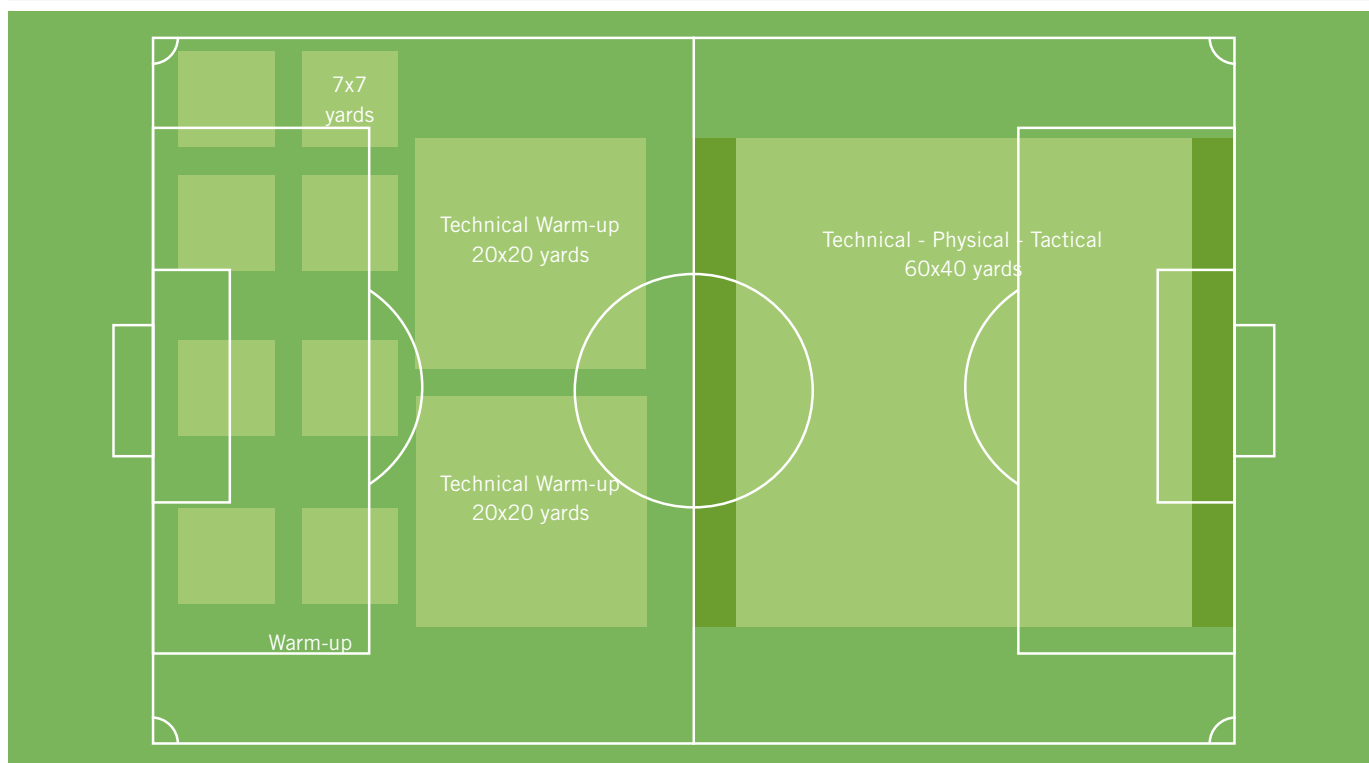 7x7
yards
Technical Warm-up
20x20 yards
Technical - Physical - Tactical
60x40 yards
Technical Warm-up
20x20 yards
Warm-up